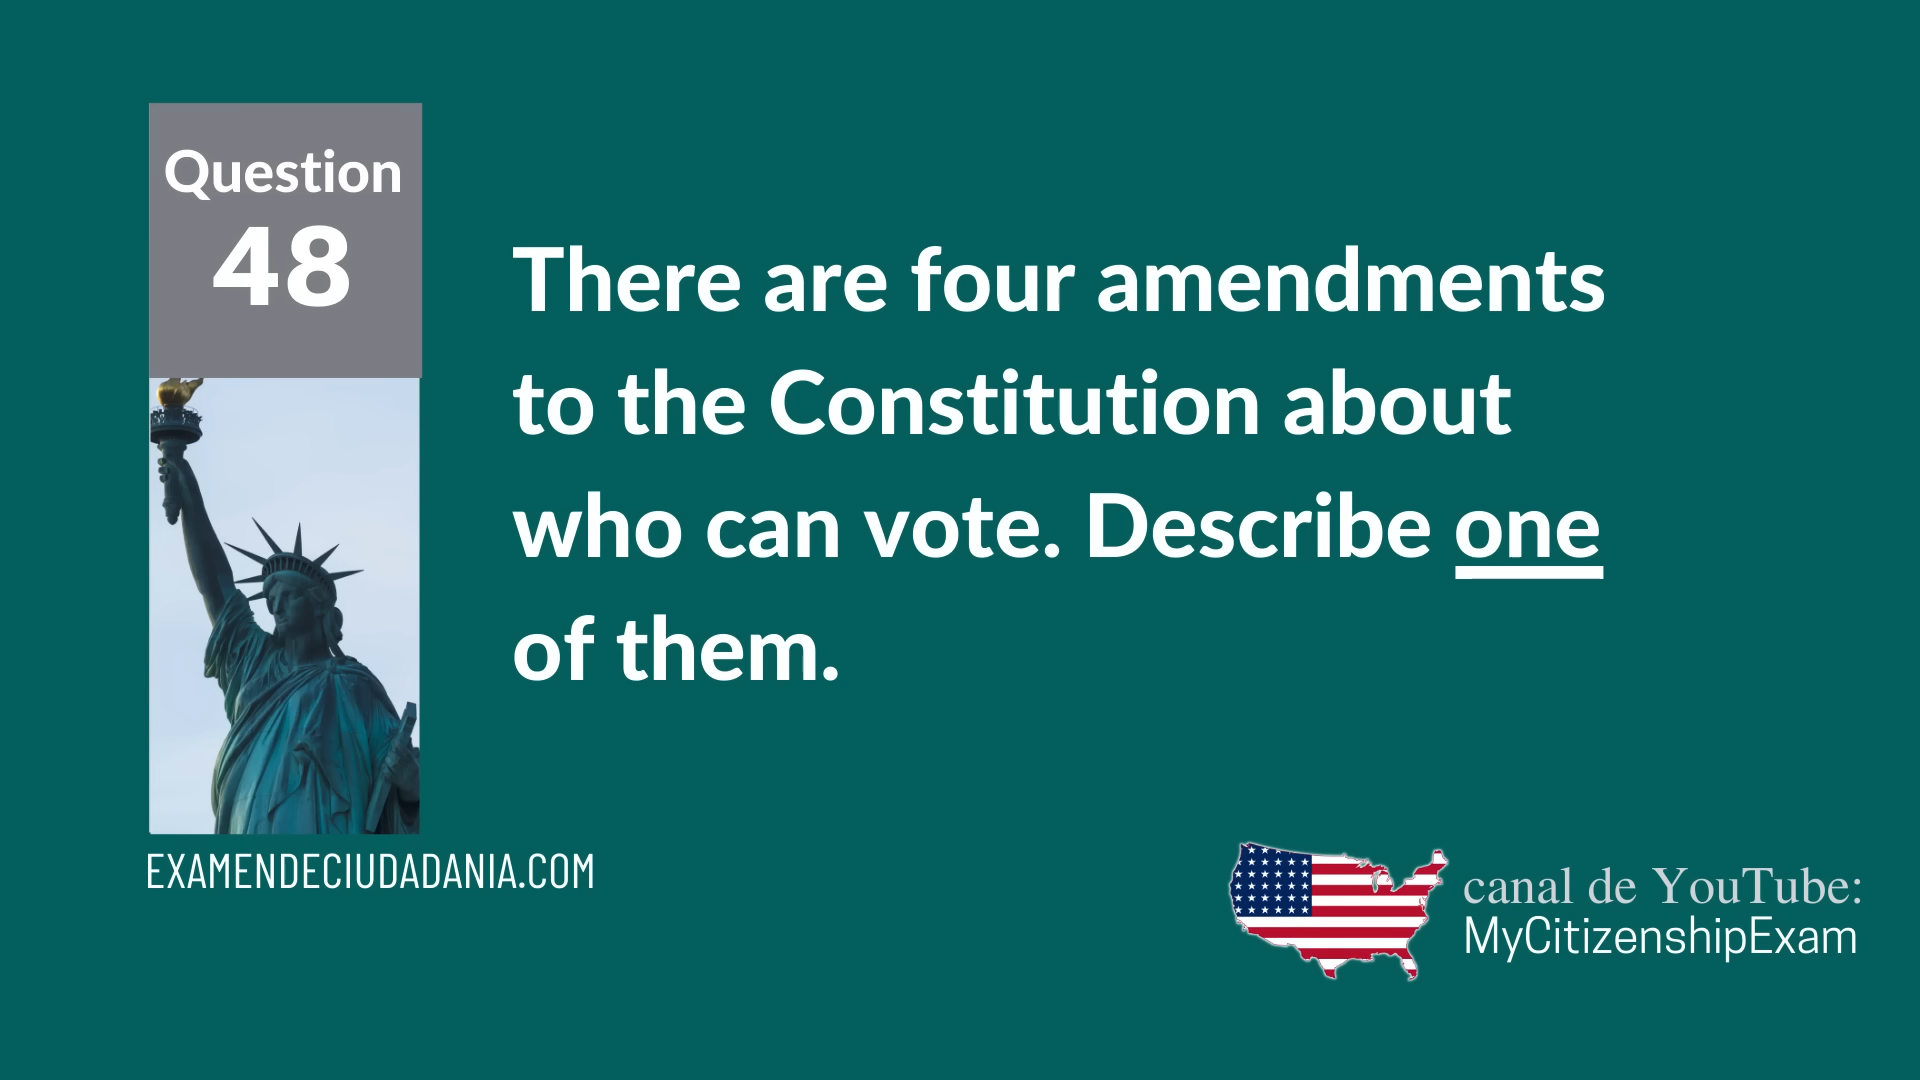 Question
48
There are four amendments
to the Constitution about
who can vote. Describe one
of them.
EXAMENDECIUDADANIA.COM
canal de YouTube:
MyCitizenshipExam